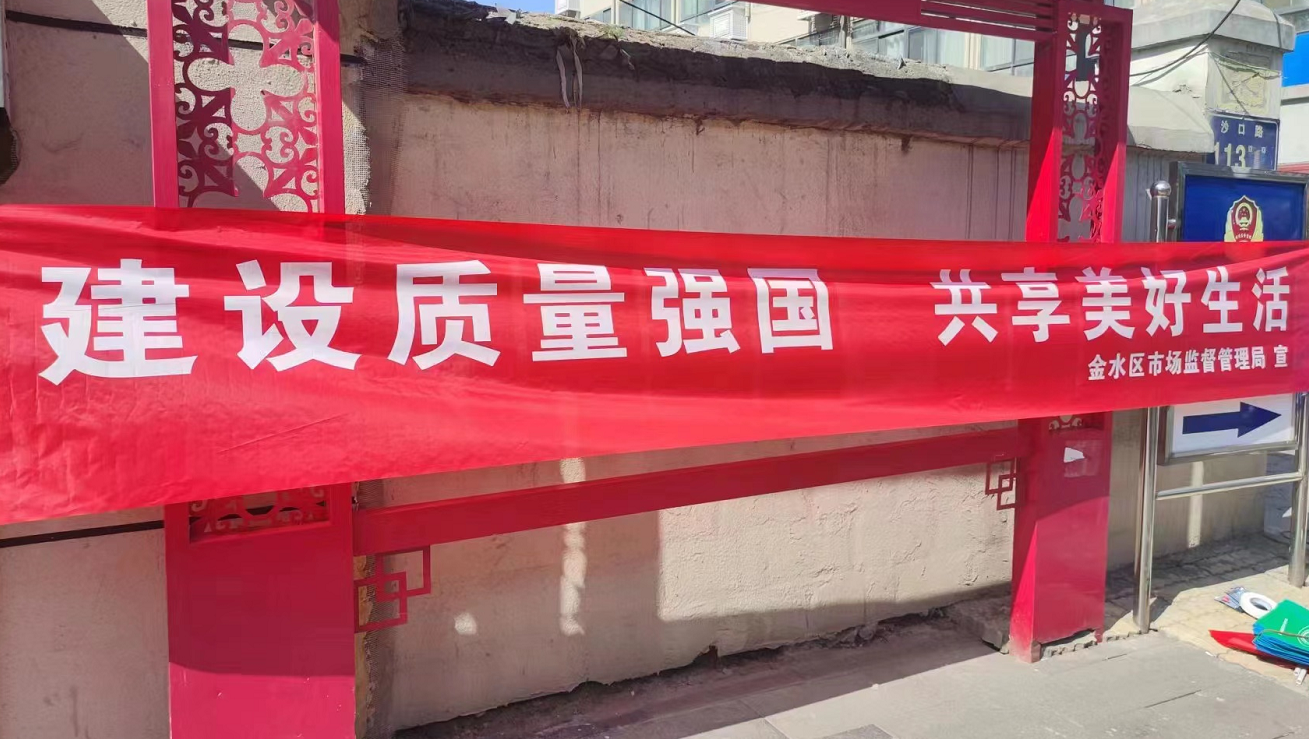 沙口路
113
建设质量强国 共享美好生活
金水区市场监督管理局 宣